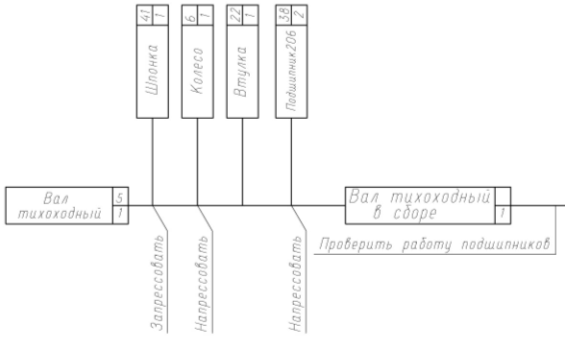 41 1
Шпонка
6 1
Колесо
22 1
Втулка
38 2
Подшипник206
Вал
тихоходный
5
1
Вал тихоходный
в сборе
1
Запрессовать
Напрессовать
Напрессовать
Проверить работу подшипников